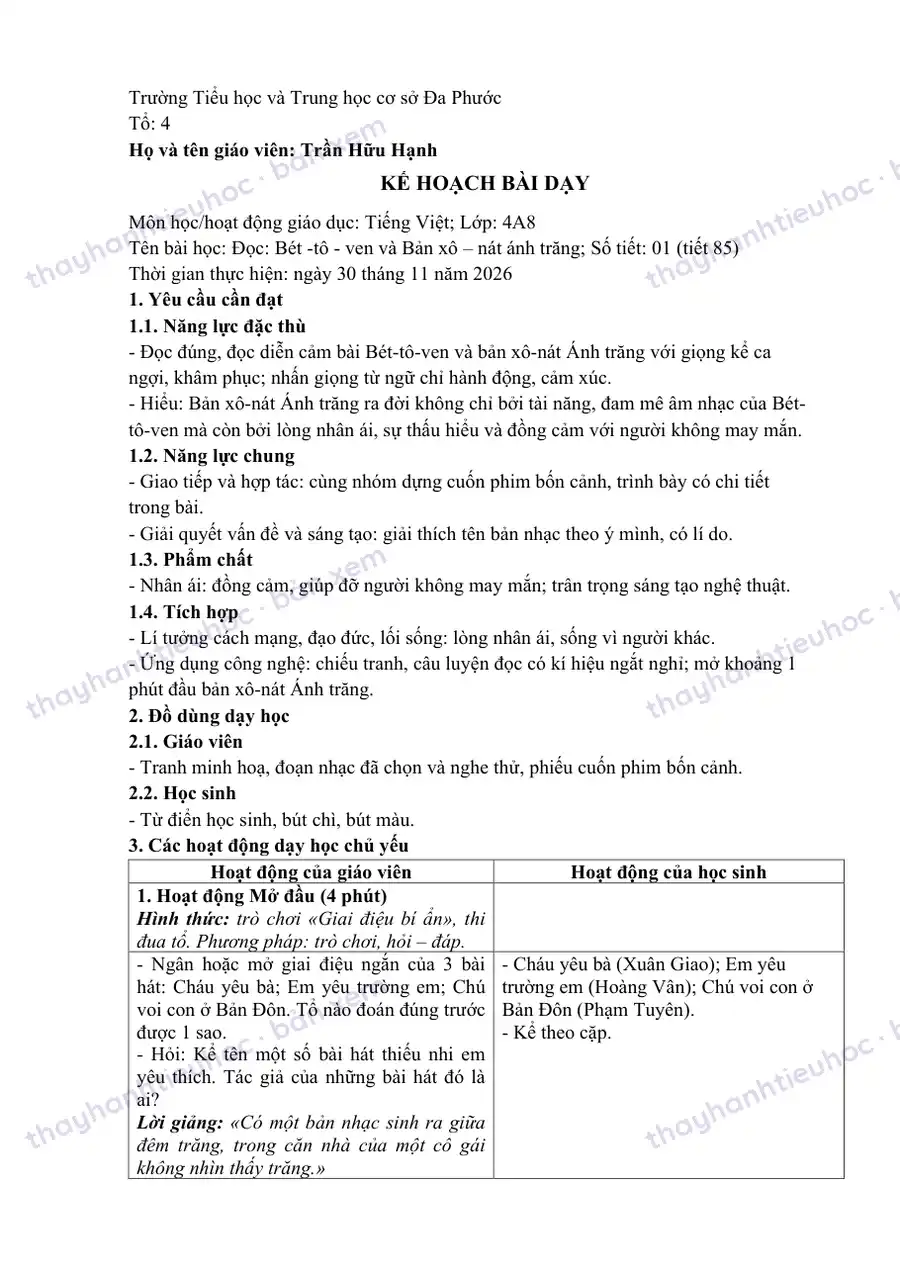 Trường Tiểu học và Trung học cơ sở Đa Phước
Tổ: 4
Họ và tên giáo viên: Trần Hữu Hạnh
KẾ HOẠCH BÀI DẠY
Môn học/hoạt động giáo dục: Tiếng Việt; Lớp: 4A8
Tên bài học: Đọc: Bét -tô - ven và Bản xô – nát ánh trăng; Số tiết: 01 (tiết 85)
Thời gian thực hiện: ngày 30 tháng 11 năm 2026
1. Yêu cầu cần đạt
1.1. Năng lực đặc thù
- Đọc đúng, đọc diễn cảm bài Bét-tô-ven và bản xô-nát Ánh trăng với giọng kể ca
ngợi, khâm phục; nhấn giọng từ ngữ chỉ hành động, cảm xúc.
- Hiểu: Bản xô-nát Ánh trăng ra đời không chỉ bởi tài năng, đam mê âm nhạc của Bét-
tô-ven mà còn bởi lòng nhân ái, sự thấu hiểu và đồng cảm với người không may mắn.
1.2. Năng lực chung
- Giao tiếp và hợp tác: cùng nhóm dựng cuốn phim bốn cảnh, trình bày có chi tiết
trong bài.
- Giải quyết vấn đề và sáng tạo: giải thích tên bản nhạc theo ý mình, có lí do.
1.3. Phẩm chất
- Nhân ái: đồng cảm, giúp đỡ người không may mắn; trân trọng sáng tạo nghệ thuật.
1.4. Tích hợp
- Lí tưởng cách mạng, đạo đức, lối sống: lòng nhân ái, sống vì người khác.
- Ứng dụng công nghệ: chiếu tranh, câu luyện đọc có kí hiệu ngắt nghỉ; mở khoảng 1
phút đầu bản xô-nát Ánh trăng.
2. Đồ dùng dạy học
2.1. Giáo viên
- Tranh minh hoạ, đoạn nhạc đã chọn và nghe thử, phiếu cuốn phim bốn cảnh.
2.2. Học sinh
- Từ điển học sinh, bút chì, bút màu.
3. Các hoạt động dạy học chủ yếu
Hoạt động của giáo viên
Hoạt động của học sinh
1. Hoạt động Mở đầu (4 phút)
Hình thức: trò chơi «Giai điệu bí ẩn», thi
đua tổ. Phương pháp: trò chơi, hỏi – đáp.
- Ngân hoặc mở giai điệu ngắn của 3 bài
hát: Cháu yêu bà; Em yêu trường em; Chú
voi con ở Bản Đôn. Tổ nào đoán đúng trước
được 1 sao.
- Hỏi: Kể tên một số bài hát thiếu nhi em
yêu thích. Tác giả của những bài hát đó là
ai?
Lời giảng: «Có một bản nhạc sinh ra giữa
đêm trăng, trong căn nhà của một cô gái
không nhìn thấy trăng.»
- Cháu yêu bà (Xuân Giao); Em yêu
trường em (Hoàng Vân); Chú voi con ở
Bản Đôn (Phạm Tuyên).
- Kể theo cặp.
thayhanhtieuhoc · bản xem
thayhanhtieuhoc · b
thayhanhtieuhoc · bản xem
thayhanhtieuhoc · b
thayhanhtieuhoc · bản xem
thayhanhtieuhoc · b